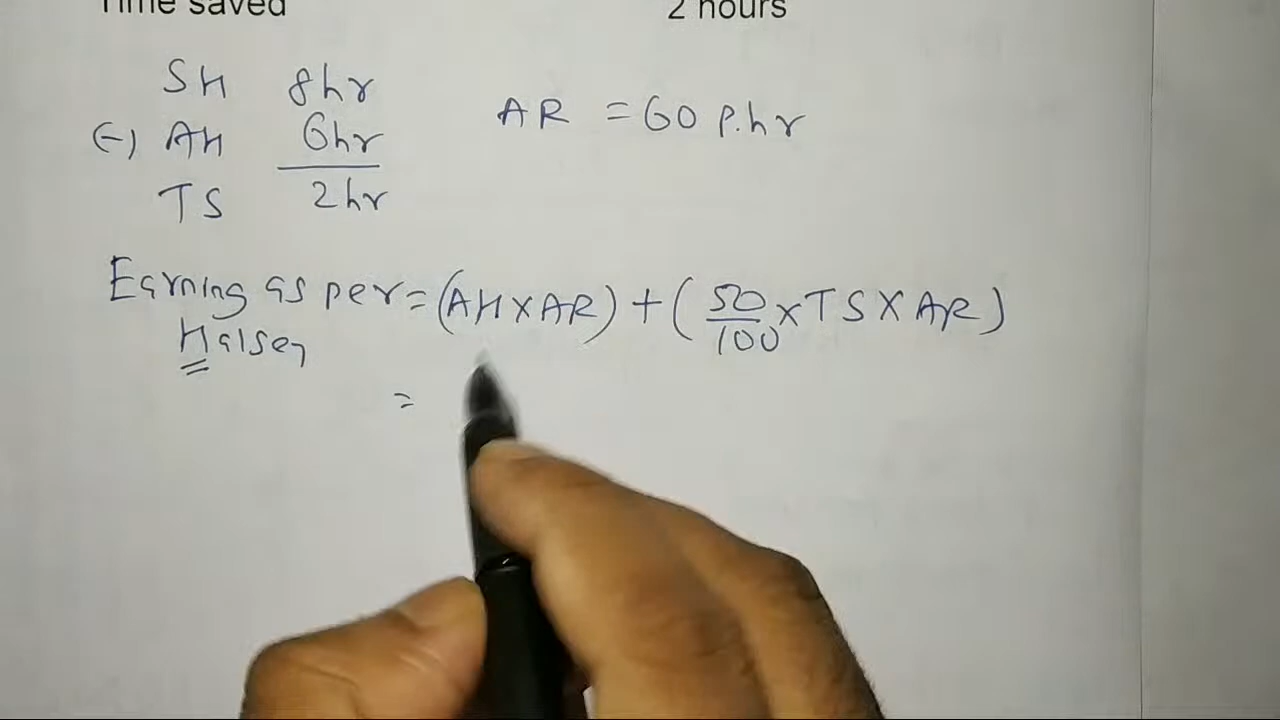 Time saved 2 hours
SH 8hr
(-) AH 6hr AR = 60 P.hr
TS 2hr
Earning as per = (AH X AR) + (50/100 X TS X AR)
Halsey
=